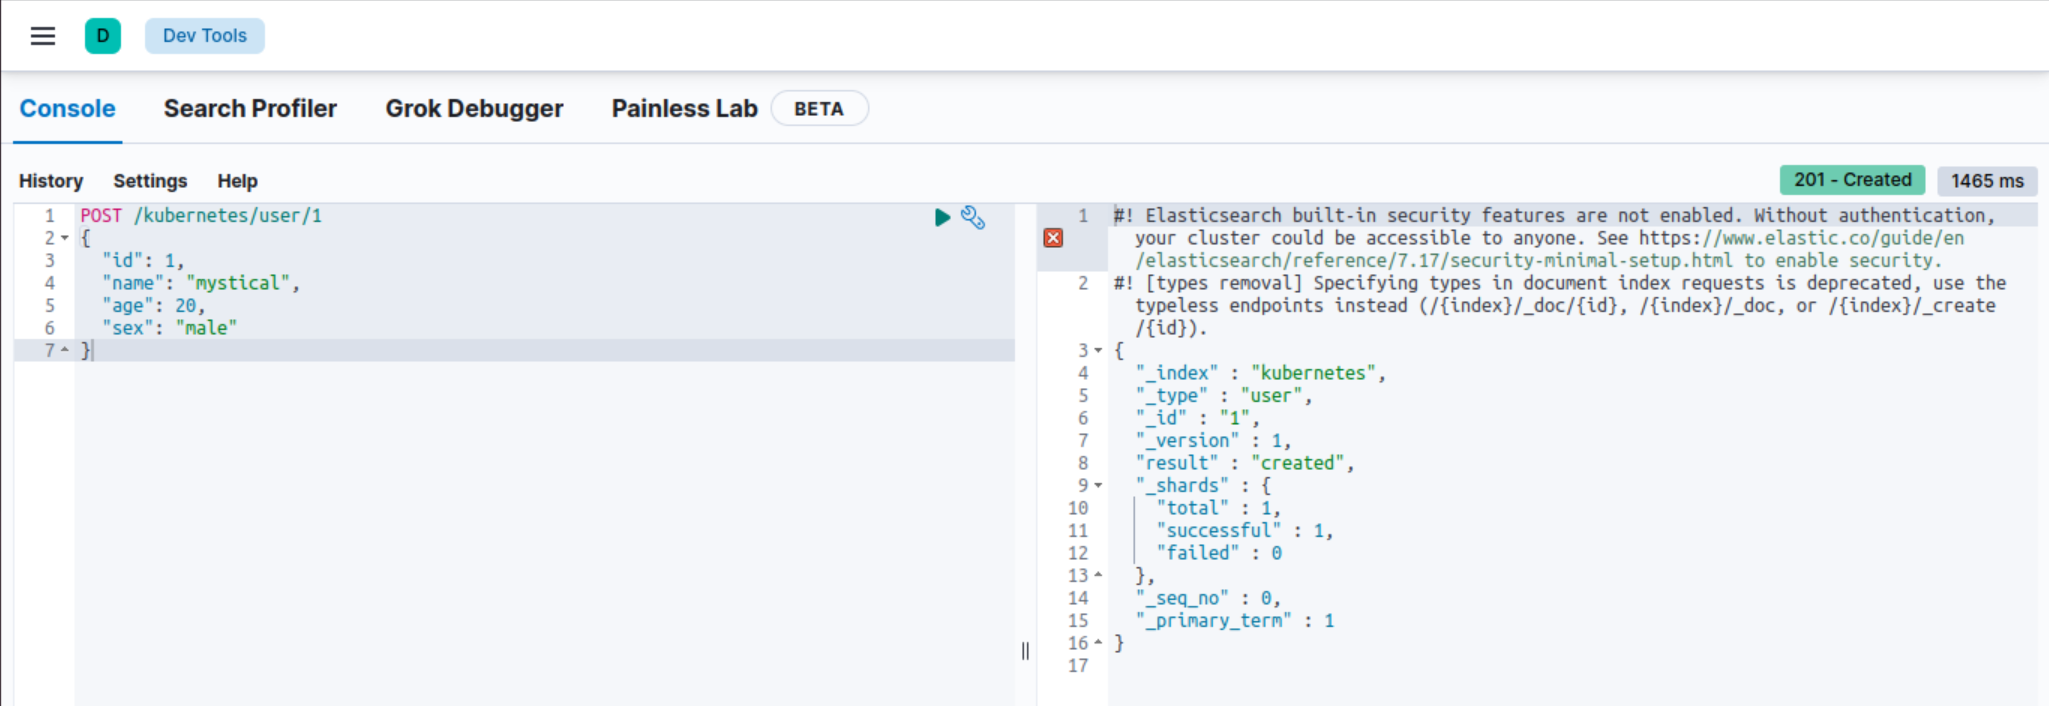 D Dev Tools
Console Search Profiler Grok Debugger Painless Lab BETA
History Settings Help
201 - Created 1465 ms
1 POST /kubernetes/user/1
2 {
3 "id": 1,
4 "name": "mystical",
5 "age": 20,
6 "sex": "male"
7 }
1 #! Elasticsearch built-in security features are not enabled. Without authentication,
your cluster could be accessible to anyone. See https://www.elastic.co/guide/en
/elasticsearch/reference/7.17/security-minimal-setup.html to enable security.
2 #! [types removal] Specifying types in document index requests is deprecated, use the
typeless endpoints instead (/{index}/_doc/{id}, /{index}/_doc, or /{index}/_create
/{id}).
3 {
4 "_index" : "kubernetes",
5 "_type" : "user",
6 "_id" : "1",
7 "_version" : 1,
8 "result" : "created",
9 "_shards" : {
10 "total" : 1,
11 "successful" : 1,
12 "failed" : 0
13 },
14 "_seq_no" : 0,
15 "_primary_term" : 1
16 }
17